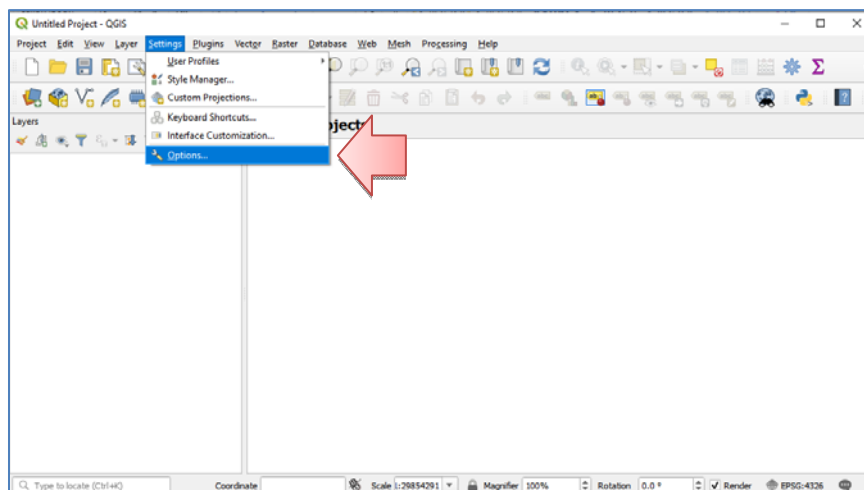 Untitled Project - QGIS
Project Edit View Layer Settings Plugins Vector Raster Database Web Mesh Processing Help
User Profiles
Style Manager...
Custom Projections...
Keyboard Shortcuts...
Interface Customization...
Options...
Layers
Type to locate (Ctrl+K) Coordinate Scale 1:29854291 Magnifier 100% Rotation 0.0 ° Render EPSG:4326